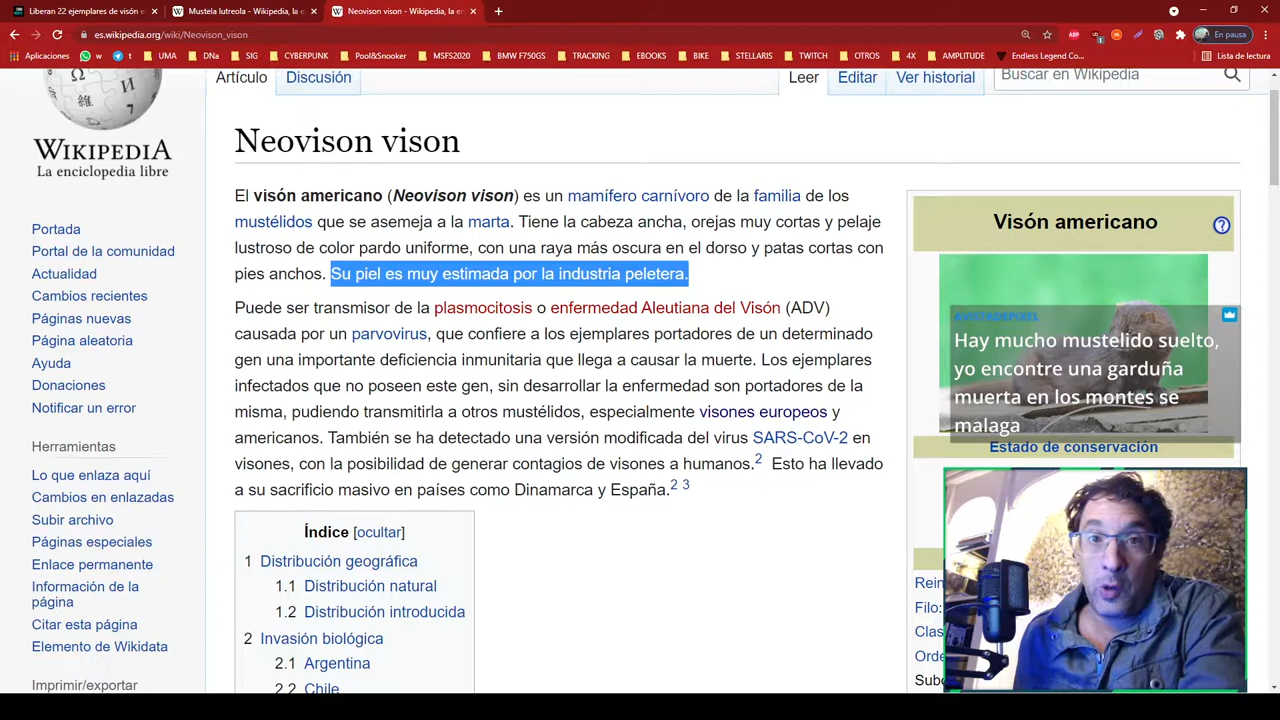 Liberan 22 ejemplares de visón e
Mustela lutreola - Wikipedia, la e
Neovison vison - Wikipedia, la en
es.wikipedia.org/wiki/Neovison_vison
En pausa
Aplicaciones
w
t
UMA
DNa
SIG
CYBERPUNK
Pool&Snooker
MSFS2020
BMW F750GS
TRACKING
EBOOKS
BIKE
STELLARIS
TWITCH
OTROS
4X
AMPLITUDE
Endless Legend Co...
Lista de lectura
WIKIPEDIA
La enciclopedia libre
Artículo
Discusión
Leer
Editar
Ver historial
Buscar en Wikipedia
Portada
Portal de la comunidad
Actualidad
Cambios recientes
Páginas nuevas
Página aleatoria
Ayuda
Donaciones
Notificar un error
Herramientas
Lo que enlaza aquí
Cambios en enlazadas
Subir archivo
Páginas especiales
Enlace permanente
Información de la
página
Citar esta página
Elemento de Wikidata
Imprimir/exportar
Neovison vison
El visón americano (Neovison vison) es un mamífero carnívoro de la familia de los
mustélidos que se asemeja a la marta. Tiene la cabeza ancha, orejas muy cortas y pelaje
lustroso de color pardo uniforme, con una raya más oscura en el dorso y patas cortas con
pies anchos. Su piel es muy estimada por la industria peletera.
Puede ser transmisor de la plasmocitosis o enfermedad Aleutiana del Visón (ADV)
causada por un parvovirus, que confiere a los ejemplares portadores de un determinado
gen una importante deficiencia inmunitaria que llega a causar la muerte. Los ejemplares
infectados que no poseen este gen, sin desarrollar la enfermedad son portadores de la
misma, pudiendo transmitirla a otros mustélidos, especialmente visones europeos y
americanos. También se ha detectado una versión modificada del virus SARS-CoV-2 en
visones, con la posibilidad de generar contagios de visones a humanos.2 Esto ha llevado
a su sacrificio masivo en países como Dinamarca y España.2 3
Índice [ocultar]
1 Distribución geográfica
1.1 Distribución natural
1.2 Distribución introducida
2 Invasión biológica
2.1 Argentina
2.2 Chile
Visón americano
Hay mucho mustelido suelto,
yo encontre una garduña
muerta en los montes se
malaga
Estado de conservación
Rein
Filo:
Clas
Orde
Subo